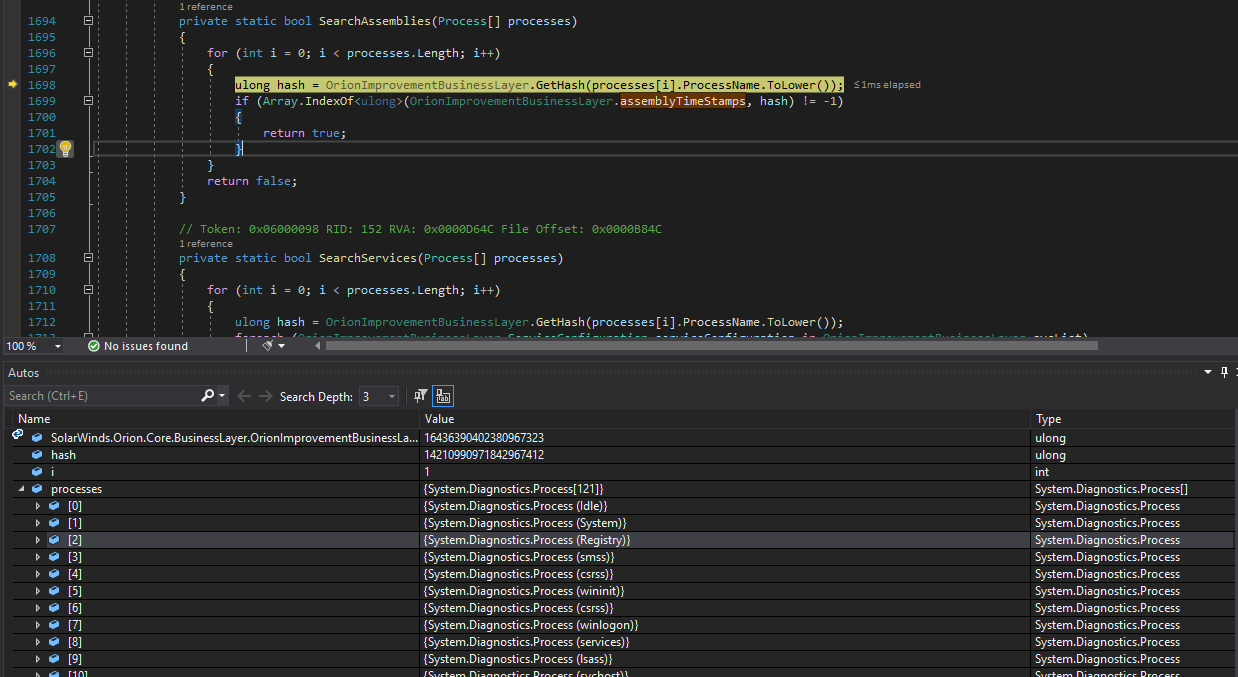 1 reference
1694 private static bool SearchAssemblies(Process[] processes)
1695 {
1696 for (int i = 0; i < processes.Length; i++)
1697 {
1698 ulong hash = OrionImprovementBusinessLayer.GetHash(processes[i].ProcessName.ToLower()); ≤1ms elapsed
1699 if (Array.IndexOf<ulong>(OrionImprovementBusinessLayer.assemblyTimeStamps, hash) != -1)
1700 {
1701 return true;
1702 }
1703 }
1704 return false;
1705 }
1706
1707 // Token: 0x06000098 RID: 152 RVA: 0x0000D64C File Offset: 0x0000B84C
1 reference
1708 private static bool SearchServices(Process[] processes)
1709 {
1710 for (int i = 0; i < processes.Length; i++)
1711 {
1712 ulong hash = OrionImprovementBusinessLayer.GetHash(processes[i].ProcessName.ToLower());
1713 foreach (OrionImprovementBusinessLayer.ServiceConfiguration serviceConfiguration in OrionImprovementBusinessLayer.svcList)
100 % No issues found
Autos
Search (Ctrl+E) Search Depth: 3
Name Value Type
SolarWinds.Orion.Core.BusinessLayer.OrionImprovementBusinessLa... 16436390402380967323 ulong
hash 14210990971842967412 ulong
i 1 int
processes {System.Diagnostics.Process[121]} System.Diagnostics.Process[]
[0] {System.Diagnostics.Process (Idle)} System.Diagnostics.Process
[1] {System.Diagnostics.Process (System)} System.Diagnostics.Process
[2] {System.Diagnostics.Process (Registry)} System.Diagnostics.Process
[3] {System.Diagnostics.Process (smss)} System.Diagnostics.Process
[4] {System.Diagnostics.Process (csrss)} System.Diagnostics.Process
[5] {System.Diagnostics.Process (wininit)} System.Diagnostics.Process
[6] {System.Diagnostics.Process (csrss)} System.Diagnostics.Process
[7] {System.Diagnostics.Process (winlogon)} System.Diagnostics.Process
[8] {System.Diagnostics.Process (services)} System.Diagnostics.Process
[9] {System.Diagnostics.Process (lsass)} System.Diagnostics.Process
[10] {System.Diagnostics.Process (svchost)} System.Diagnostics.Process